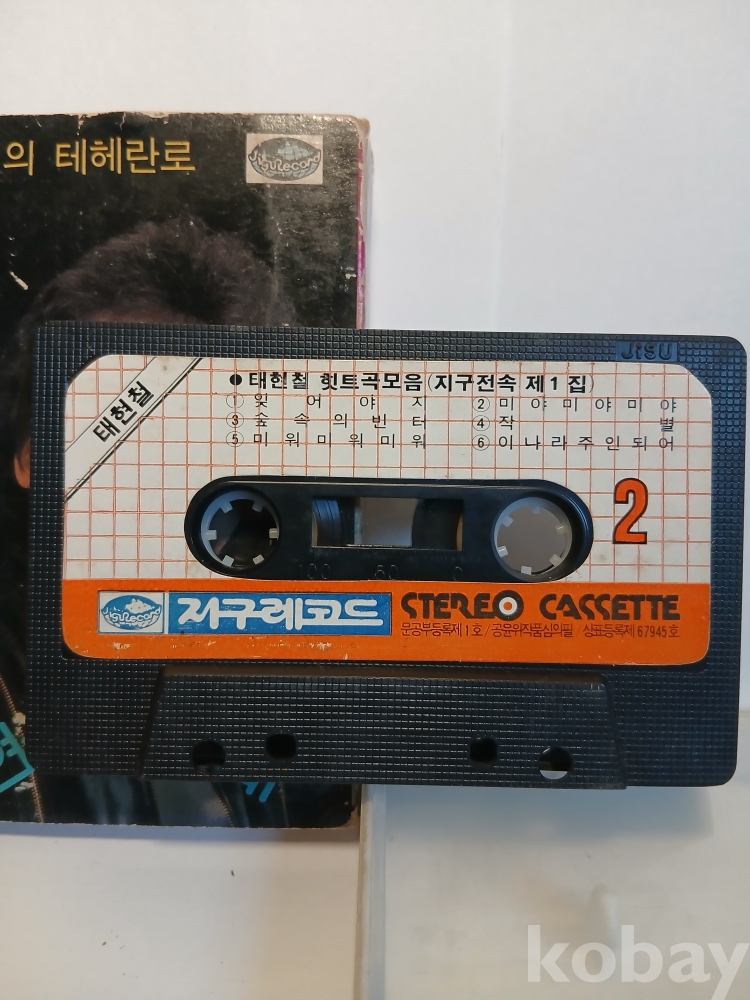 의 테헤란로
JiguRecord
JiGU
태현철
● 태현철 힛트곡모음(지구전속 제1집)
① 잊어야지 ② 미야미야미야
③ 숲속의빈터 ④ 작별
⑤ 미워미워미워 ⑥ 이나라주인되어
2
100 50 0
JiguRecord 지구레코드 STEREO CASSETTE
문공부등록제1호/공윤위작품심의필/상표등록제67945호
kobay